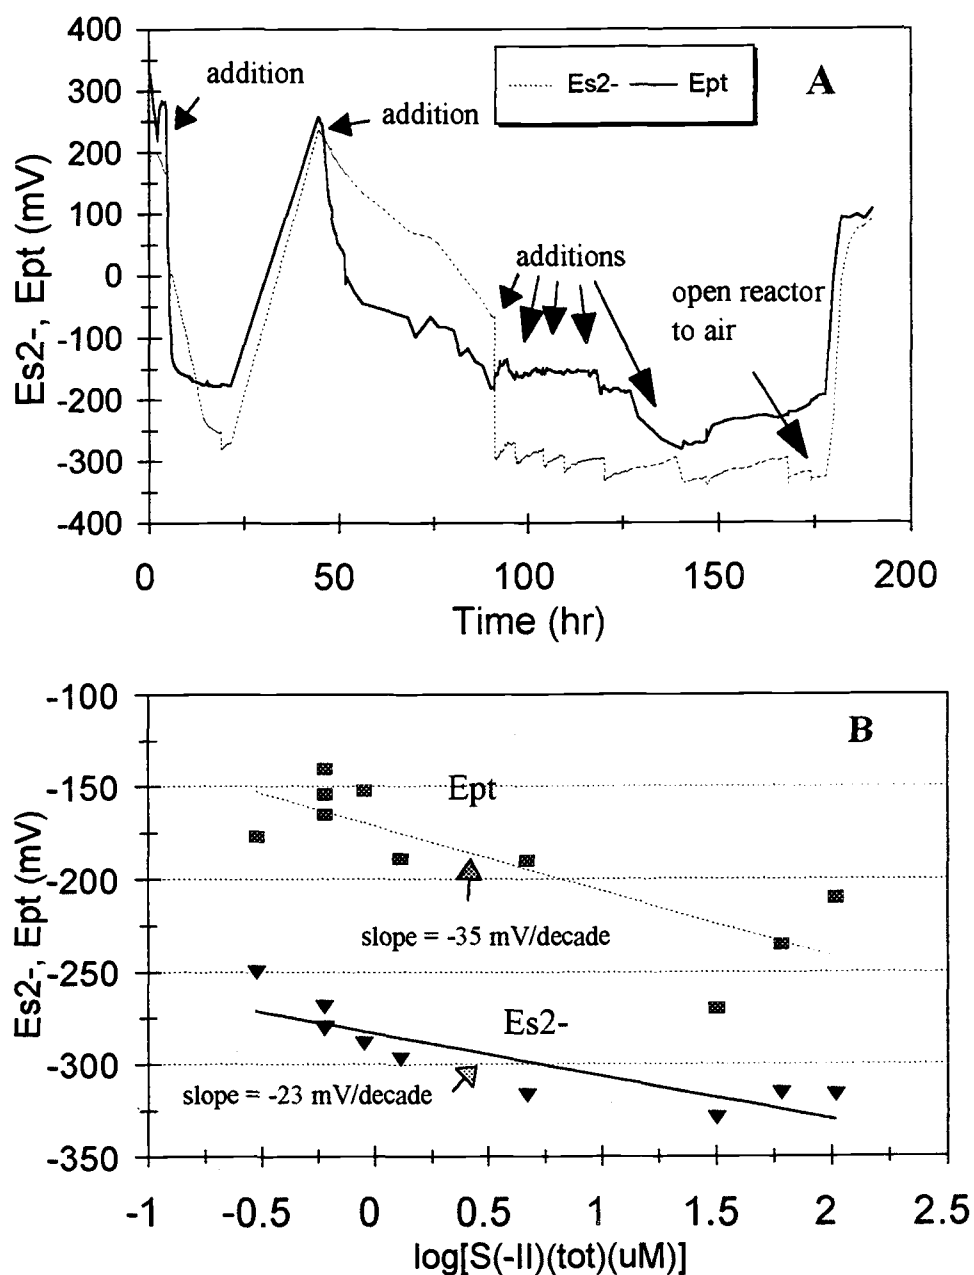 400
300
200
100
0
-100
-200
-300
-400
Es2-, Ept (mV)
addition
Es2- Ept
A
addition
additions
open reactor
to air
0 50 100 150 200
Time (hr)
-100
-150
-200
-250
-300
-350
Es2-, Ept (mV)
B
Ept
slope = -35 mV/decade
Es2-
slope = -23 mV/decade
-1 -0.5 0 0.5 1 1.5 2 2.5
log[S(-II)(tot)(uM)]